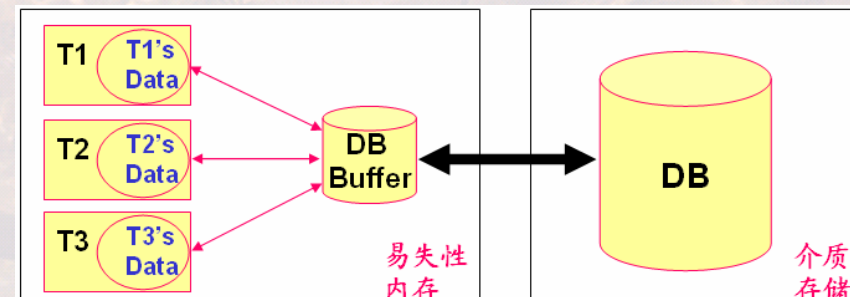 T1
T1's
Data
T2
T2's
Data
T3
T3's
Data
DB
Buffer
易失性
内存
DB
介质
存储